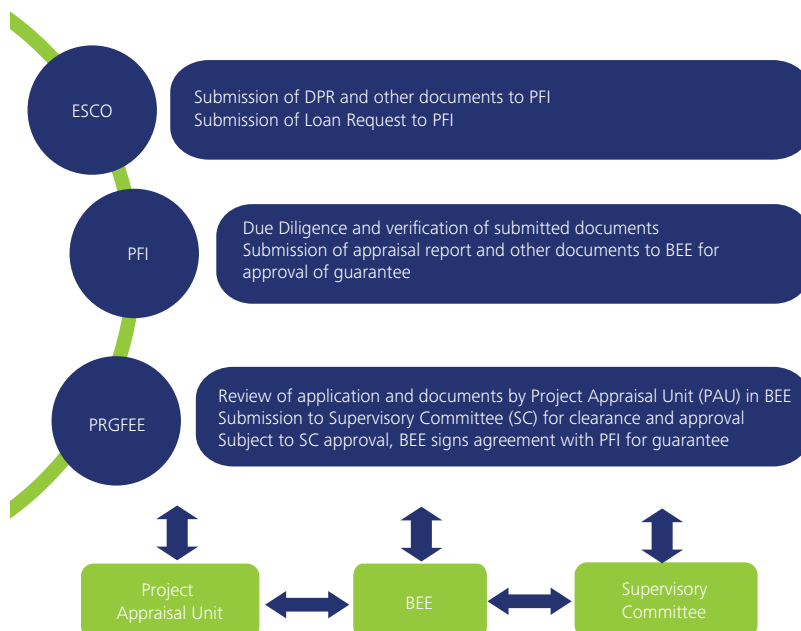 ESCO
Submission of DPR and other documents to PFI
Submission of Loan Request to PFI
PFI
Due Diligence and verification of submitted documents
Submission of appraisal report and other documents to BEE for
approval of guarantee
PRGFEE
Review of application and documents by Project Appraisal Unit (PAU) in BEE
Submission to Supervisory Committee (SC) for clearance and approval
Subject to SC approval, BEE signs agreement with PFI for guarantee
Project
Appraisal Unit
BEE
Supervisory
Committee